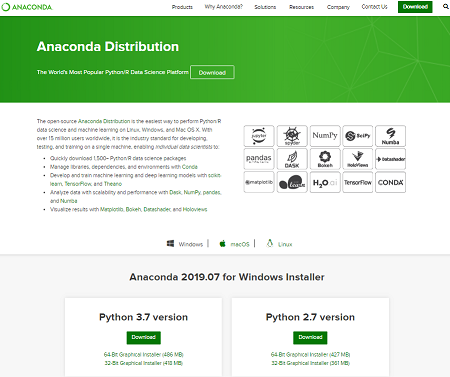 ANACONDA
Products Why Anaconda? Solutions Resources Company Contact Us Download
Anaconda Distribution
The World's Most Popular Python/R Data Science Platform Download
The open source Anaconda Distribution is the easiest way to perform Python/R
data science and machine learning on Linux, Windows, and Mac OS X. With
over 15 million users worldwide, it is the industry standard for developing,
testing, and training on a single machine, enabling individual data scientists to:
Quickly download 1,500+ Python/R data science packages
Manage libraries, dependencies, and environments with Conda
Develop and train machine learning and deep learning models with scikit-
learn, TensorFlow, and Theano
Analyze data with scalability and performance with Dask, NumPy, pandas,
and Numba
Visualize results with Matplotlib, Bokeh, Datashader, and Holoviews
jupyter spyder NumPy SciPy Numba
pandas DASK Bokeh HoloViews Datashader
matplotlib learn H2O.ai TensorFlow CONDA
Windows | macOS | Linux
Anaconda 2019.07 for Windows Installer
Python 3.7 version
Download
64-Bit Graphical Installer (486 MB)
32-Bit Graphical Installer (418 MB)
Python 2.7 version
Download
64-Bit Graphical Installer (427 MB)
32-Bit Graphical Installer (361 MB)